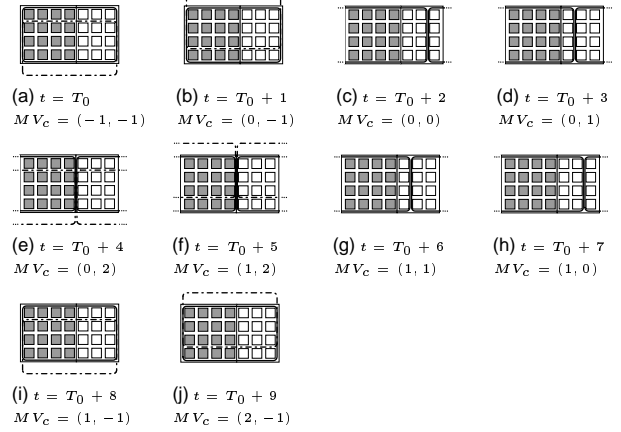 (a) t = T0
(b) t = T0 + 1
(c) t = T0 + 2
(d) t = T0 + 3
MVc = (−1, −1)
MVc = (0, −1)
MVc = (0, 0)
MVc = (0, 1)
(e) t = T0 + 4
(f) t = T0 + 5
(g) t = T0 + 6
(h) t = T0 + 7
MVc = (0, 2)
MVc = (1, 2)
MVc = (1, 1)
MVc = (1, 0)
(i) t = T0 + 8
(j) t = T0 + 9
MVc = (1, −1)
MVc = (2, −1)